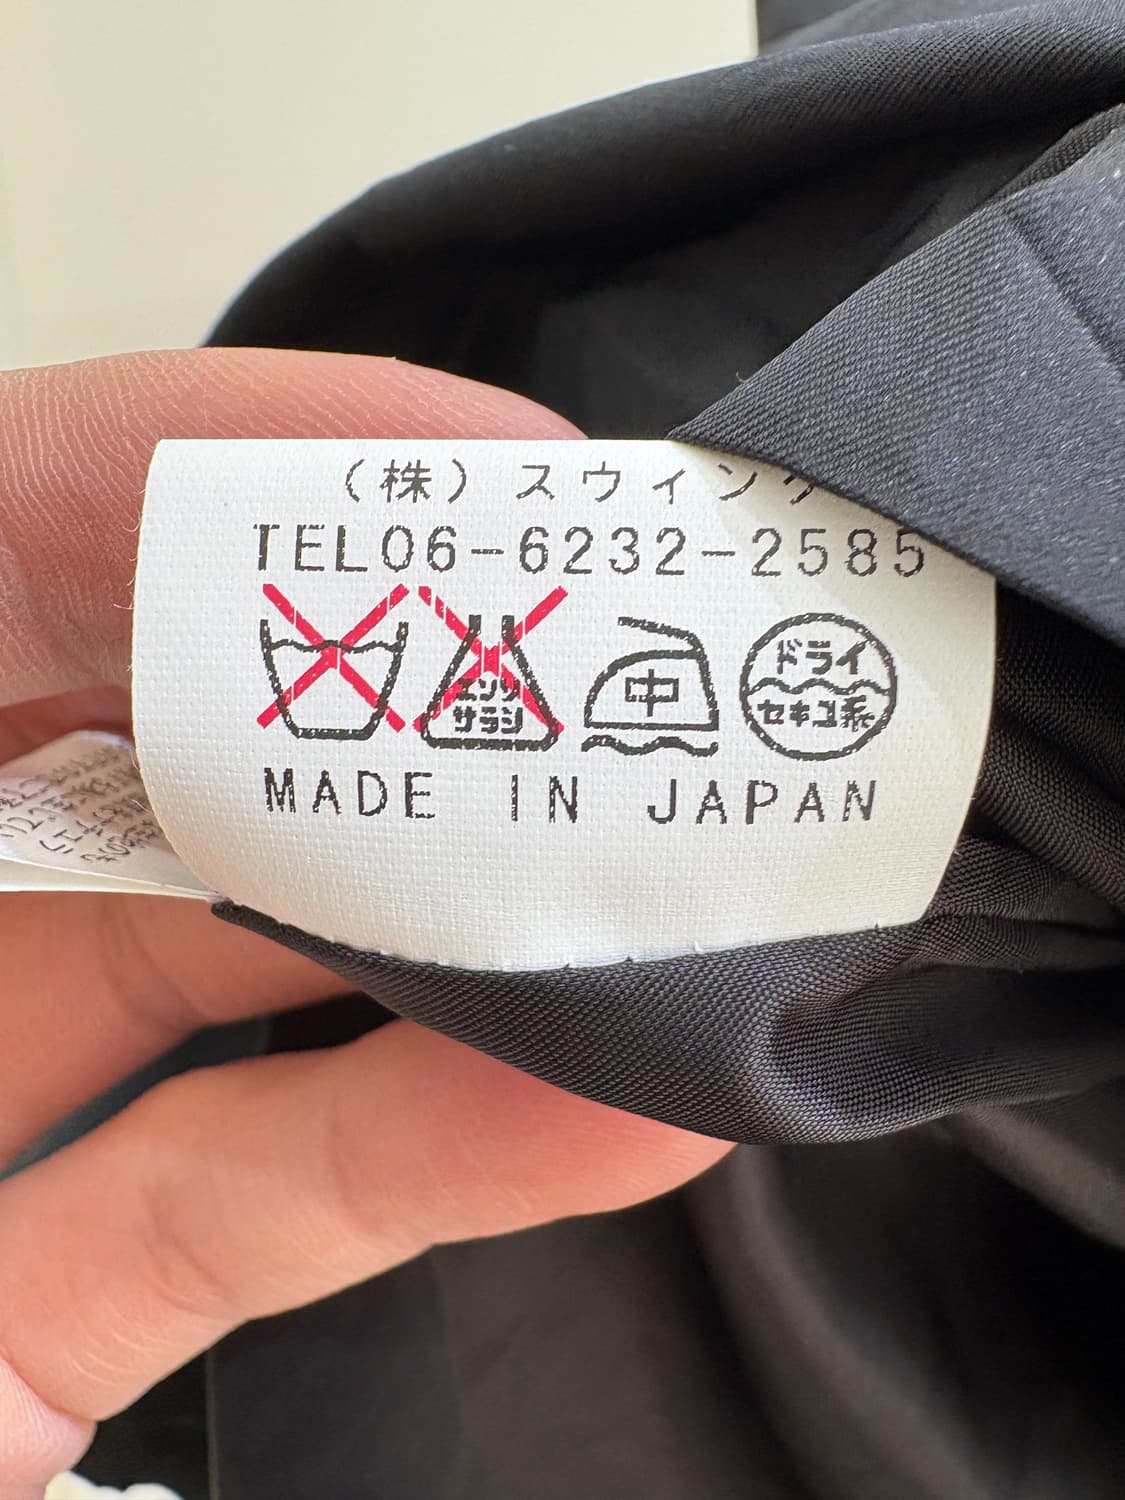 （株）スウィング
TEL06-6232-2585
エンソ
サラシ
中
ドライ
セキユ系
MADE IN JAPAN